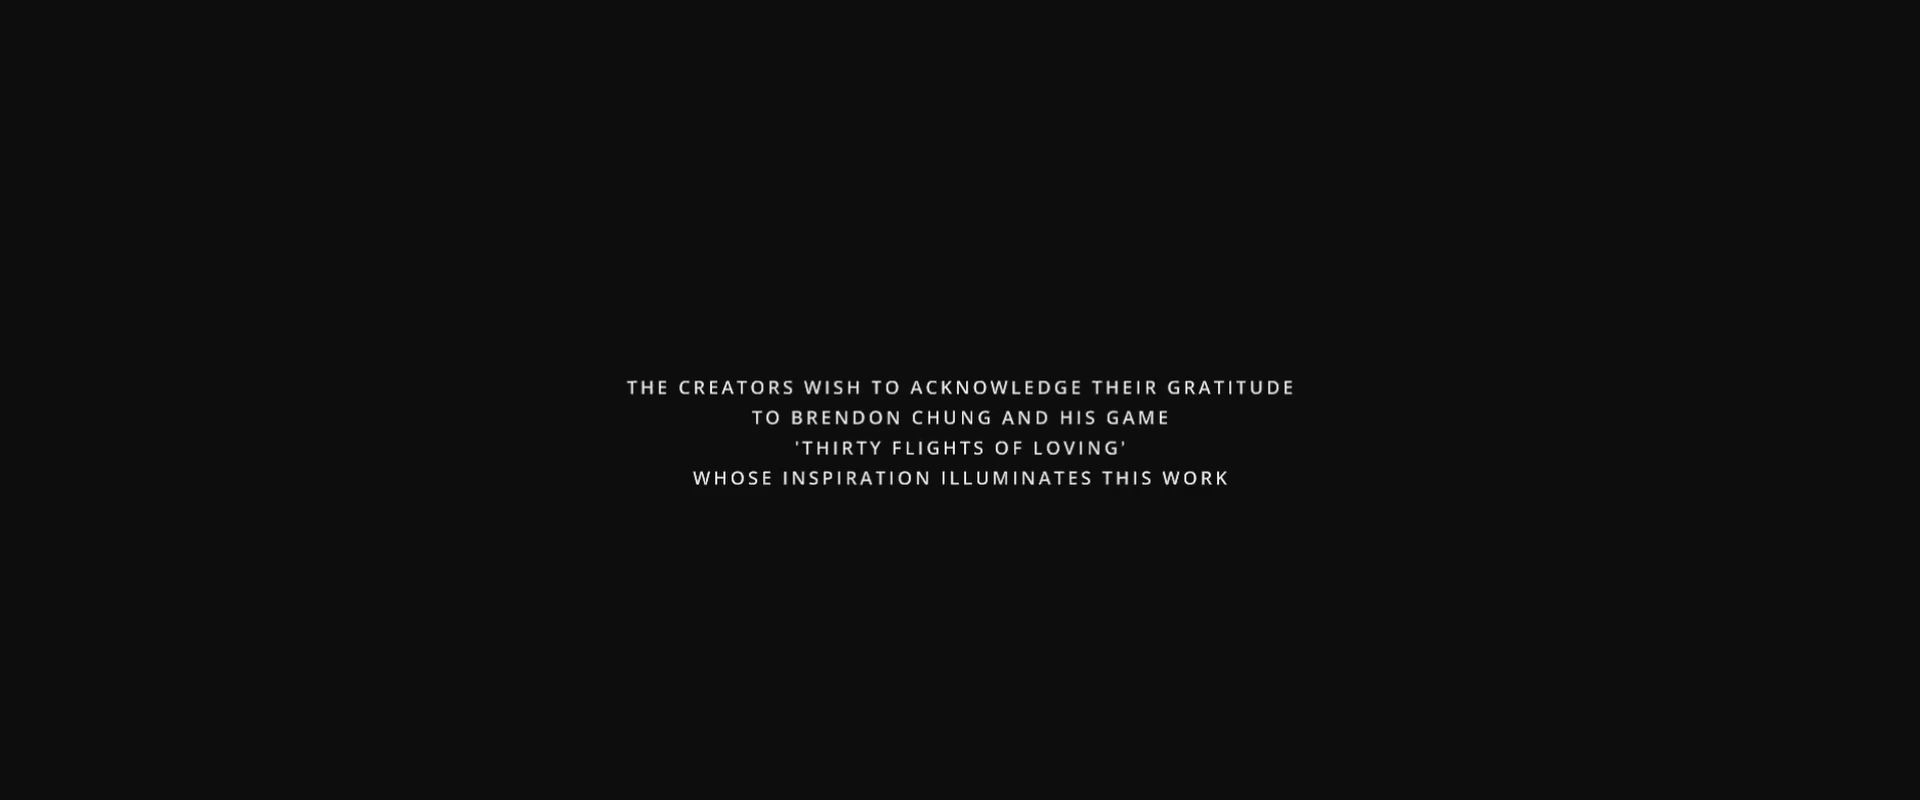 THE CREATORS WISH TO ACKNOWLEDGE THEIR GRATITUDE
TO BRENDON CHUNG AND HIS GAME
'THIRTY FLIGHTS OF LOVING'
WHOSE INSPIRATION ILLUMINATES THIS WORK